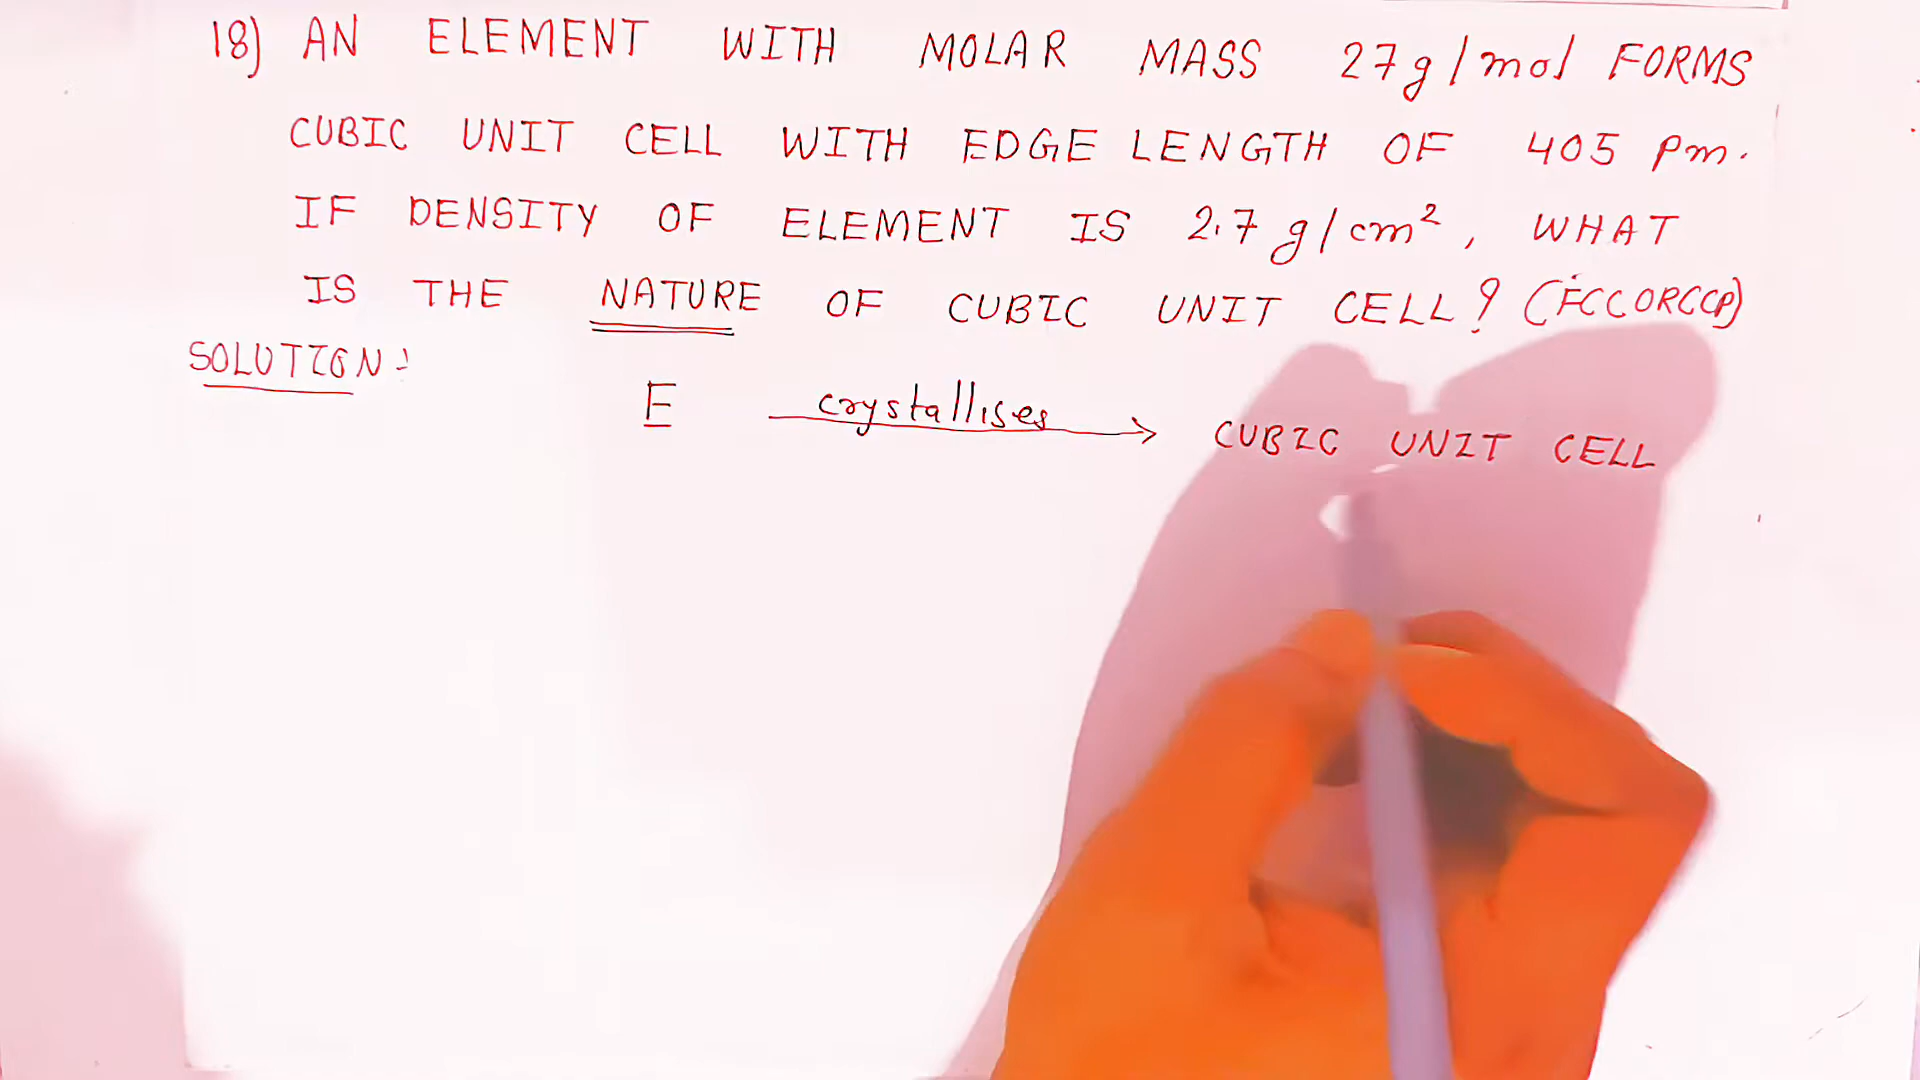 18) AN ELEMENT WITH MOLAR MASS 27g/mol FORMS
CUBIC UNIT CELL WITH EDGE LENGTH OF 405 pm.
IF DENSITY OF ELEMENT IS 2.7 g/cm², WHAT
IS THE NATURE OF CUBIC UNIT CELL? (FCC OR CCP)
SOLUTION:
E crystallises → CUBIC UNIT CELL